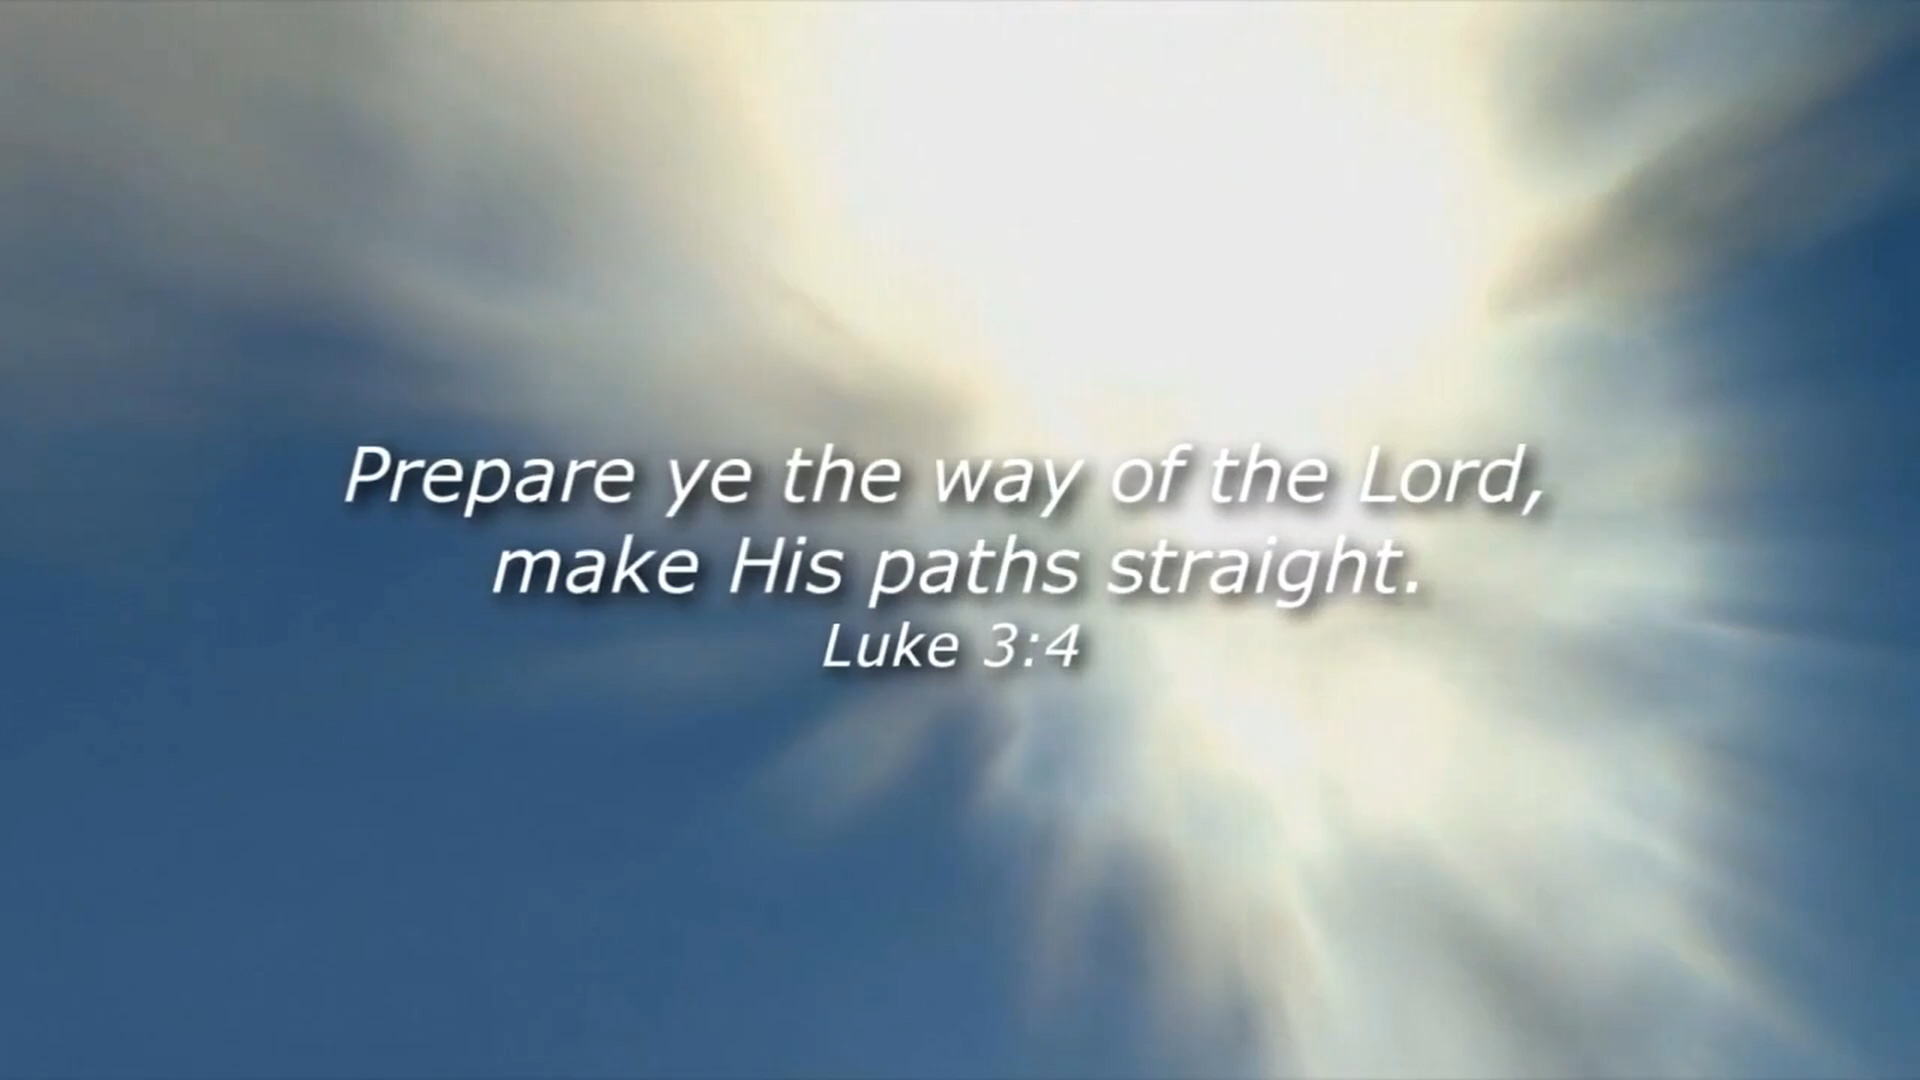 Prepare ye the way of the Lord,
make His paths straight.
Luke 3:4